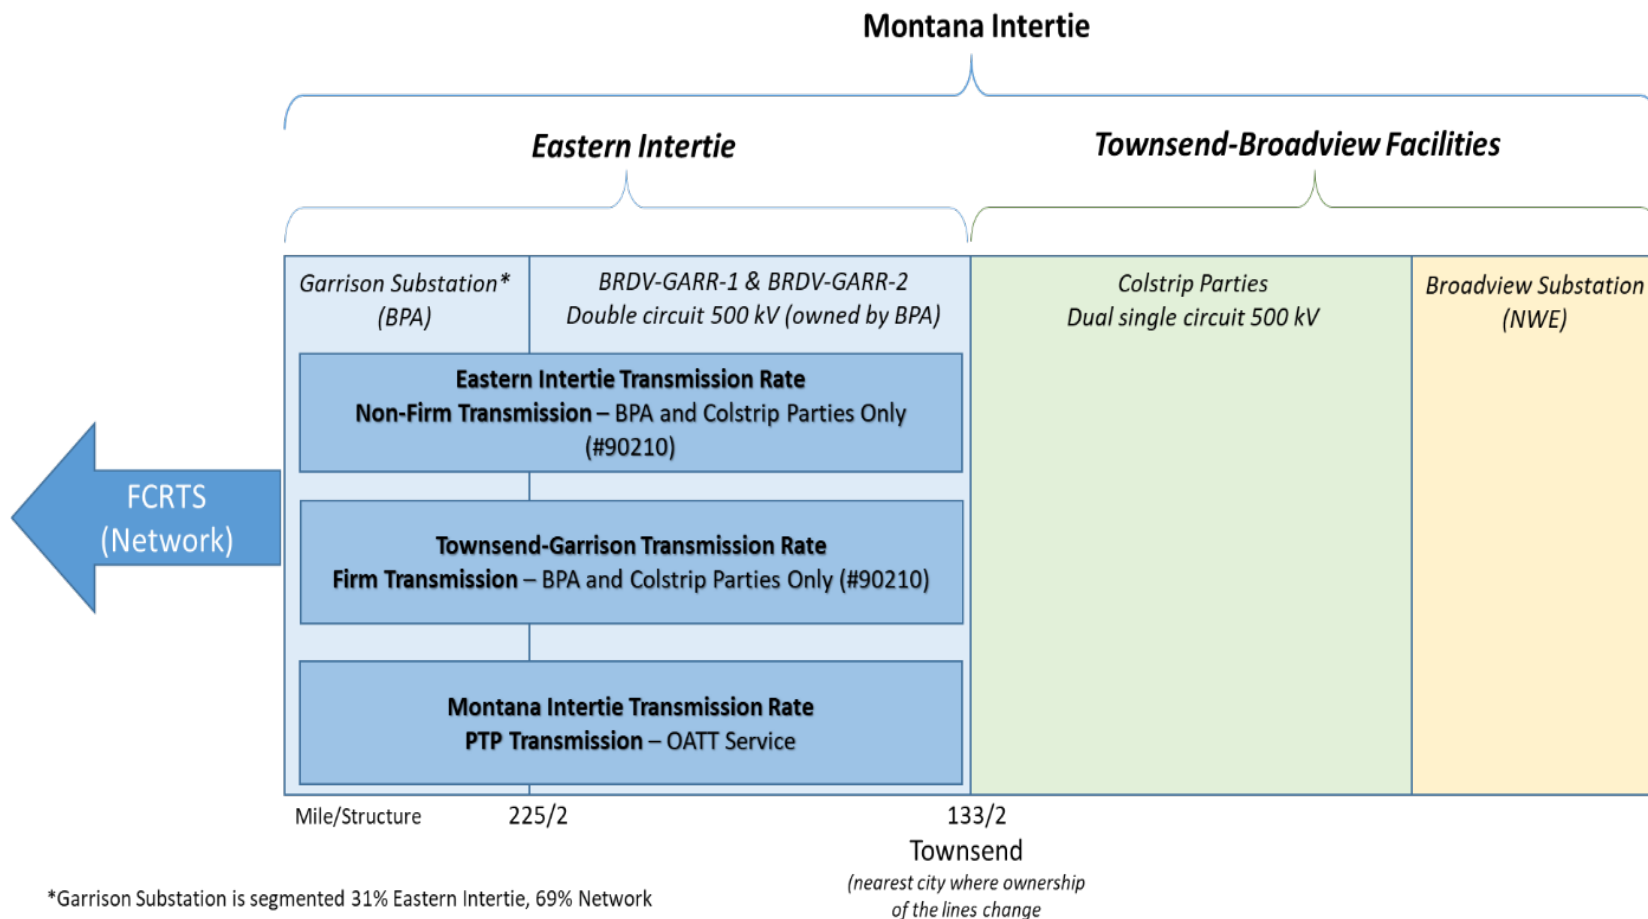 Montana Intertie
Eastern Intertie
Townsend-Broadview Facilities
Garrison Substation*
(BPA)
BRDV-GARR-1 & BRDV-GARR-2
Double circuit 500 kV (owned by BPA)
Colstrip Parties
Dual single circuit 500 kV
Broadview Substation
(NWE)
Eastern Intertie Transmission Rate
Non-Firm Transmission – BPA and Colstrip Parties Only
(#90210)
FCRTS
(Network)
Townsend-Garrison Transmission Rate
Firm Transmission – BPA and Colstrip Parties Only (#90210)
Montana Intertie Transmission Rate
PTP Transmission – OATT Service
Mile/Structure
225/2
133/2
Townsend
(nearest city where ownership
of the lines change
*Garrison Substation is segmented 31% Eastern Intertie, 69% Network